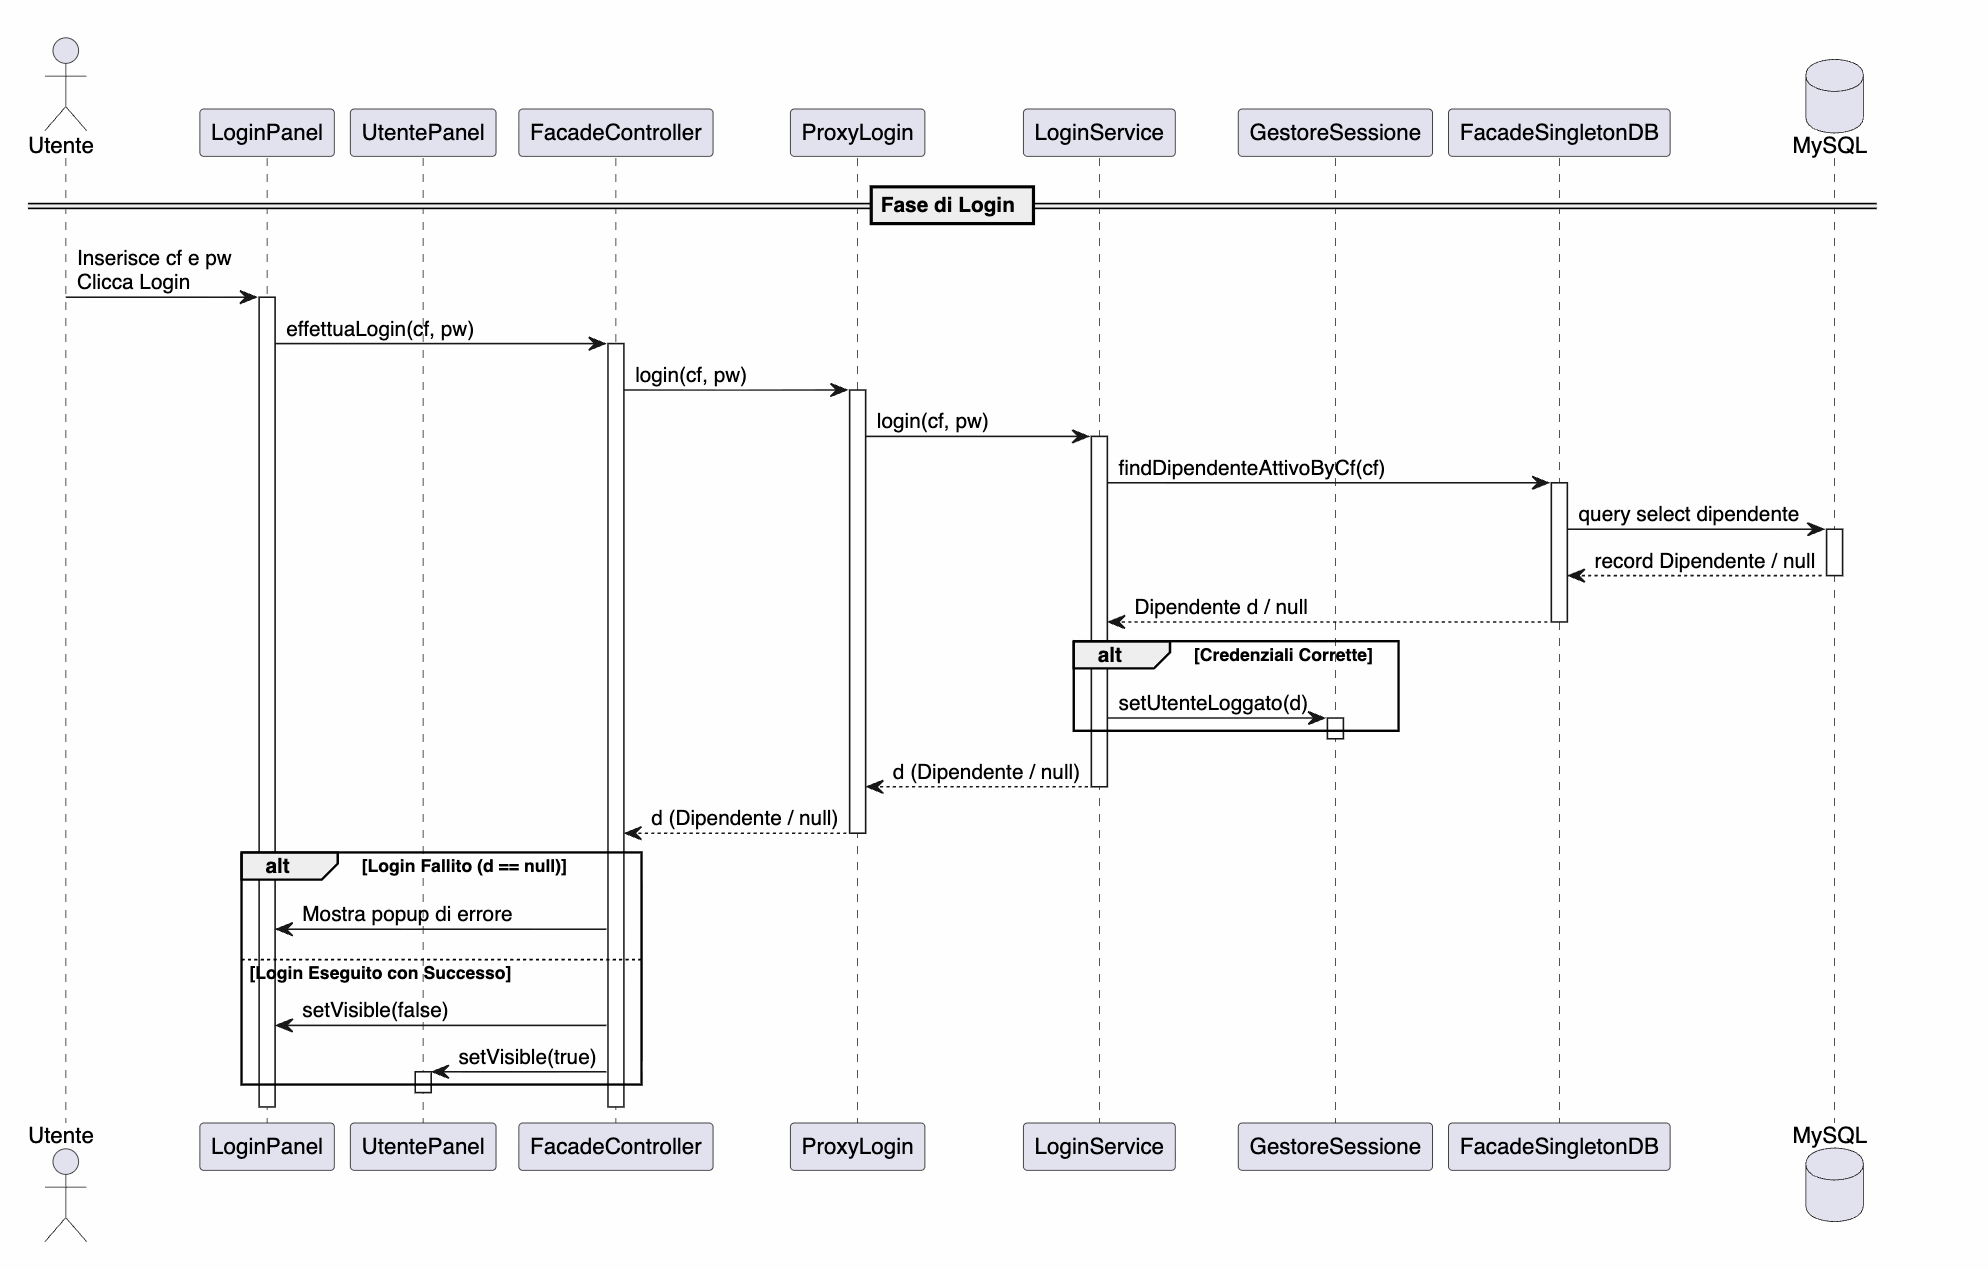 Utente
LoginPanel
UtentePanel
FacadeController
ProxyLogin
LoginService
GestoreSessione
FacadeSingletonDB
MySQL
Fase di Login
Inserisce cf e pw
Clicca Login
effettuaLogin(cf, pw)
login(cf, pw)
login(cf, pw)
findDipendenteAttivoByCf(cf)
query select dipendente
record Dipendente / null
Dipendente d / null
alt
[Credenziali Corrette]
setUtenteLoggato(d)
d (Dipendente / null)
d (Dipendente / null)
alt
[Login Fallito (d == null)]
Mostra popup di errore
[Login Eseguito con Successo]
setVisible(false)
setVisible(true)
Utente
LoginPanel
UtentePanel
FacadeController
ProxyLogin
LoginService
GestoreSessione
FacadeSingletonDB
MySQL